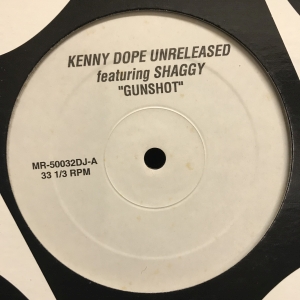 KENNY DOPE UNRELEASED
featuring SHAGGY
"GUNSHOT"
MR-50032DJ-A
33 1/3 RPM